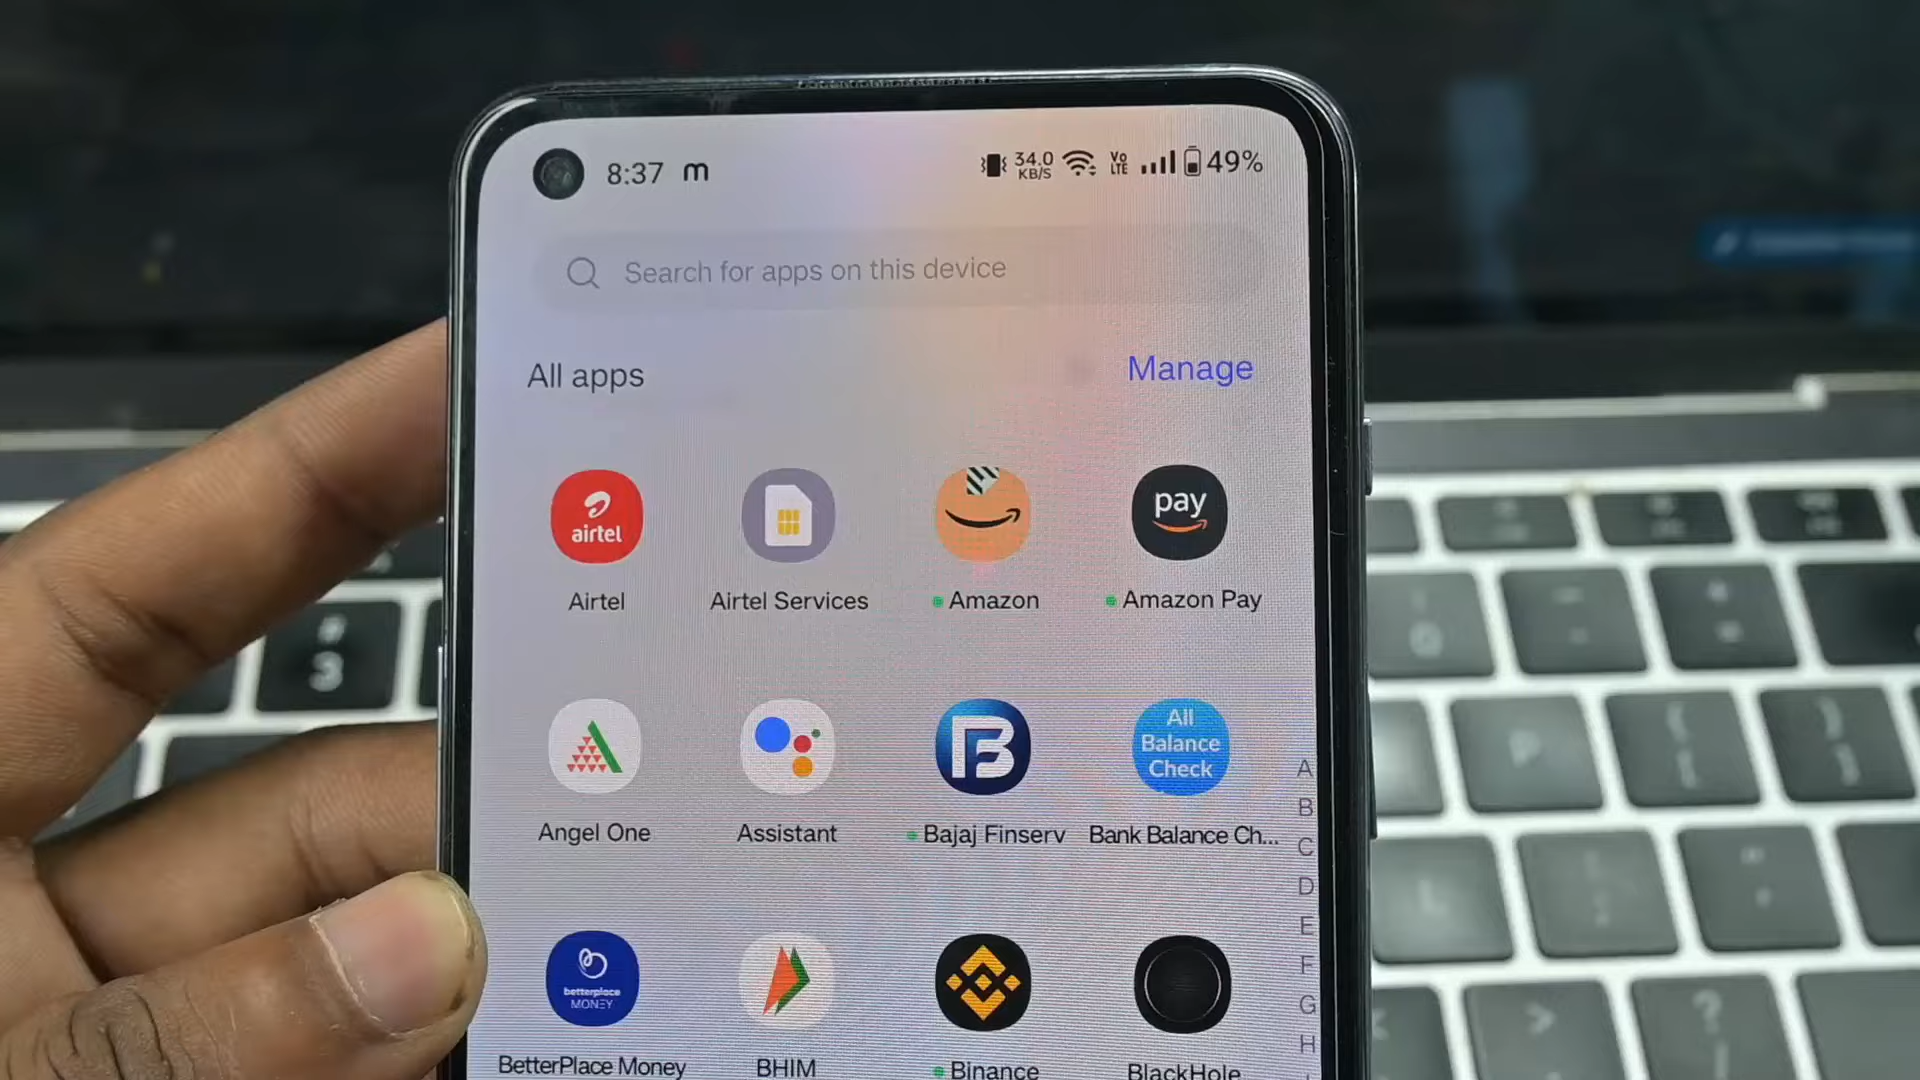 8:37 m 34.0 KB/S Vo LTE 49%
Search for apps on this device
All apps Manage
airtel pay
Airtel Airtel Services Amazon Amazon Pay
All
Balance
Check
Angel One Assistant Bajaj Finserv Bank Balance Ch...
betterplace
MONEY
BetterPlace Money BHIM Binance BlackHole
A
B
C
D
E
F
G
H
3